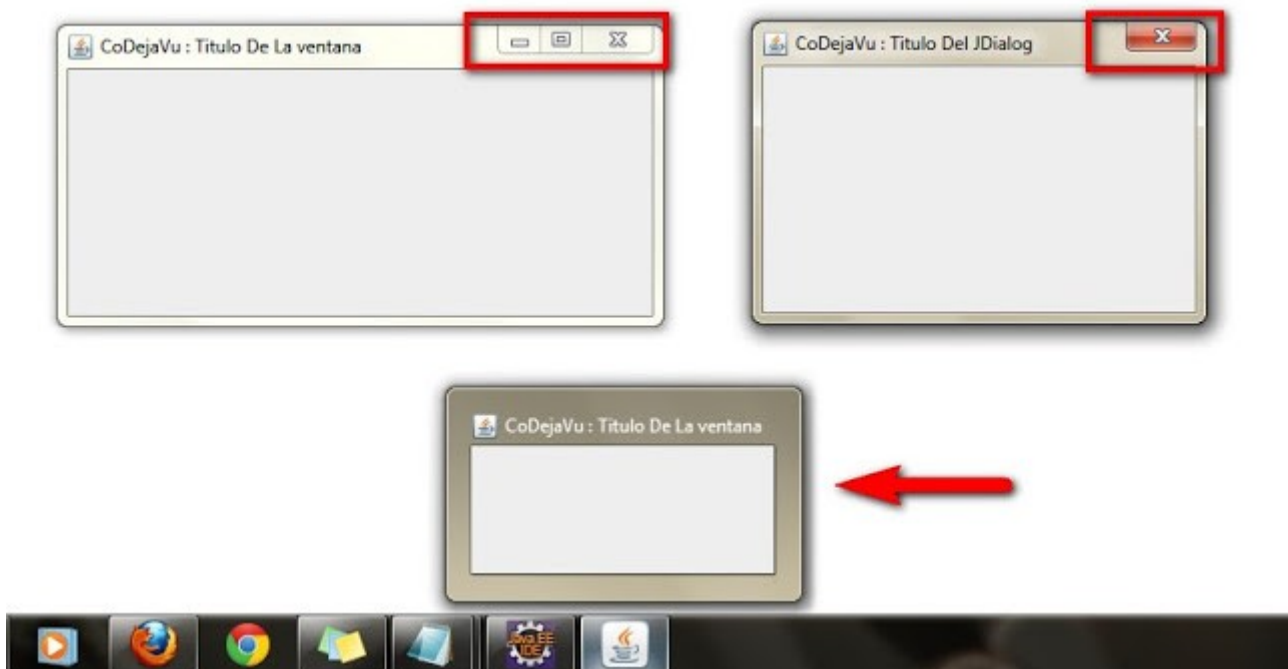 CoDejaVu : Titulo De La ventana
CoDejaVu : Titulo Del JDialog
CoDejaVu : Titulo De La ventana
Java EE
IDE